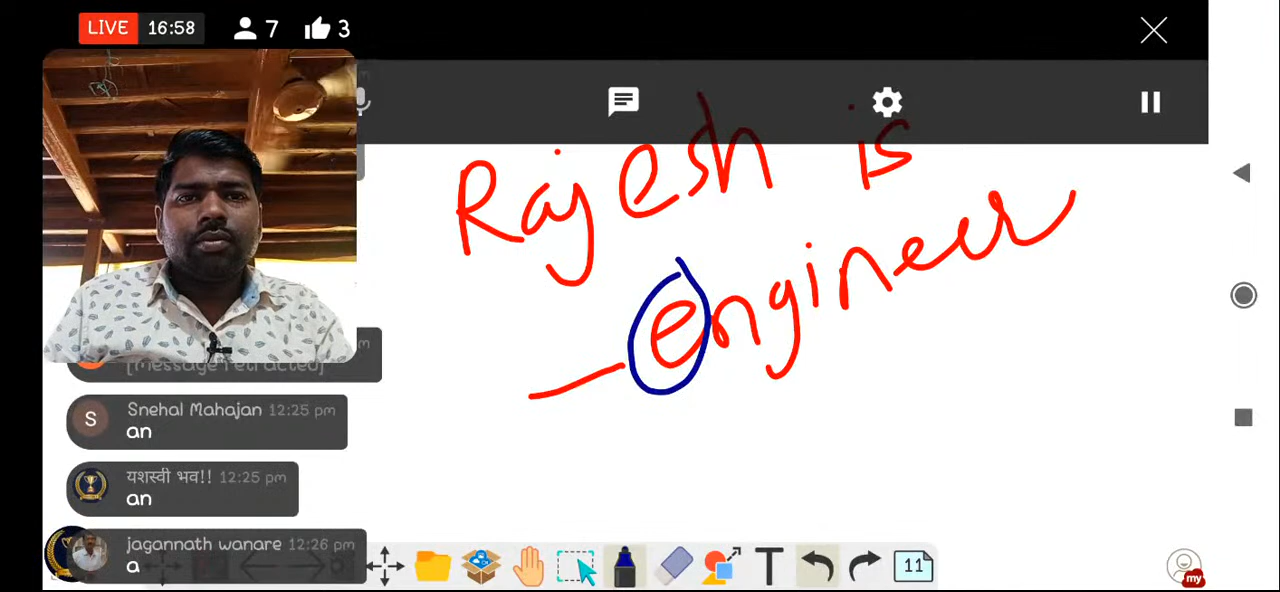 LIVE 16:58 7 3
Rajesh is
engineer
[message retracted]
Snehal Mahajan 12:25 pm
an
यशस्वी भव!! 12:25 pm
an
jagannath wanare 12:26 pm
a
T 11
my